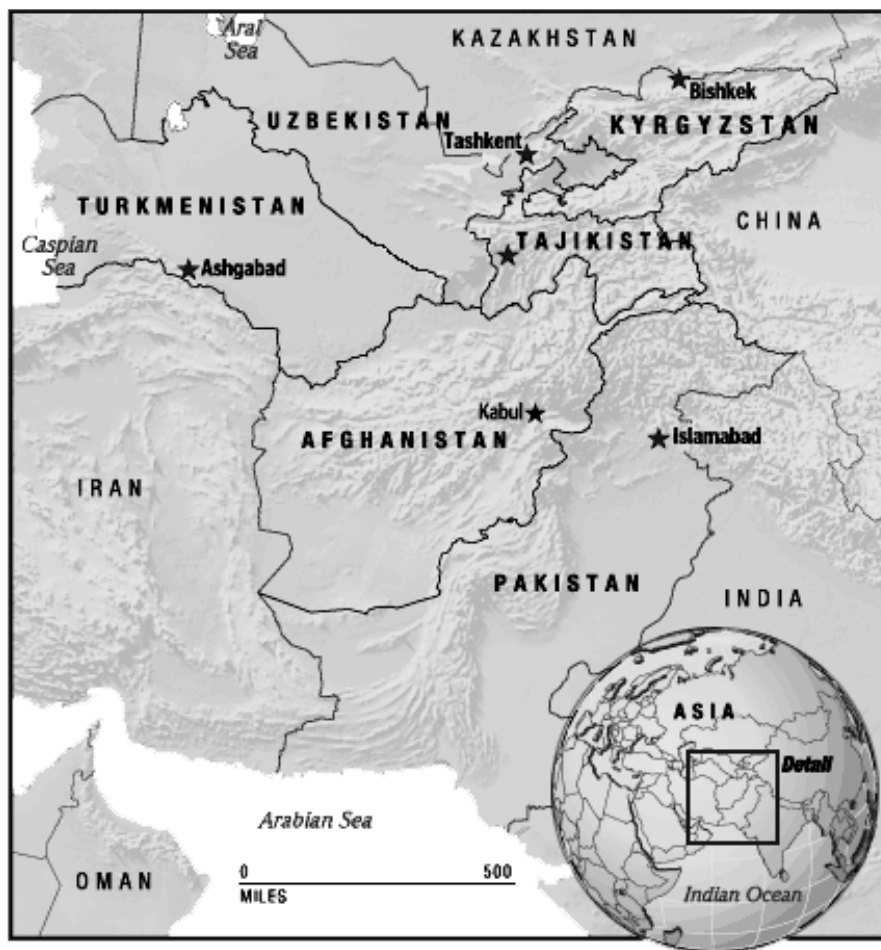 Aral
Sea
KAZAKHSTAN
Bishkek
UZBEKISTAN
KYRGYZSTAN
Tashkent
TURKMENISTAN
CHINA
TAJIKISTAN
Caspian
Sea
Ashgabad
Kabul
AFGHANISTAN
Islamabad
IRAN
PAKISTAN
INDIA
ASIA
Detail
Arabian Sea
0 500
MILES
OMAN
Indian Ocean